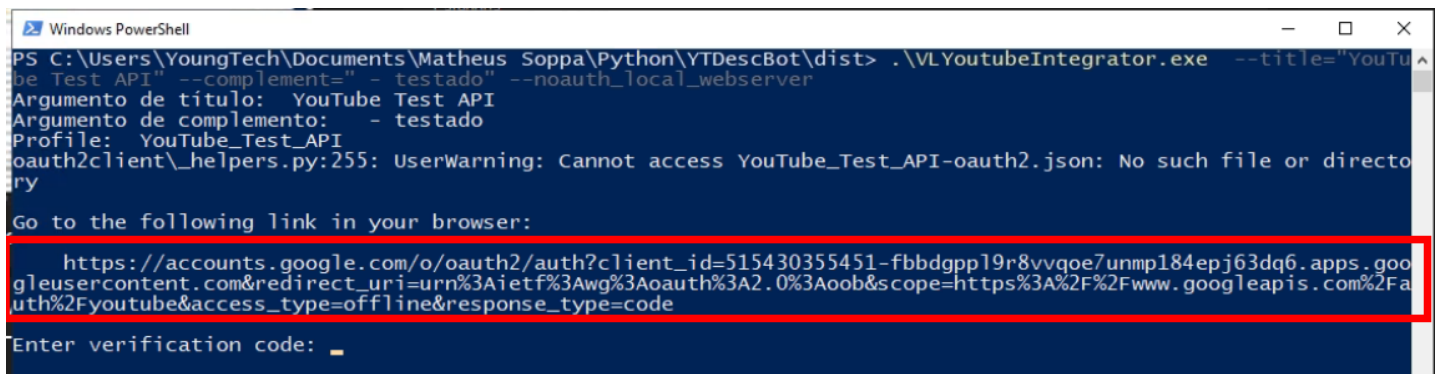 Windows PowerShell
PS C:\Users\YoungTech\Documents\Matheus Soppa\Python\YTDescBot\dist> .\VLYoutubeIntegrator.exe  --title="YouTu
be Test API" --complement=" - testado" --noauth_local_webserver
Argumento de título:  YouTube Test API
Argumento de complemento:   - testado
Profile:  YouTube_Test_API
oauth2client\_helpers.py:255: UserWarning: Cannot access YouTube_Test_API-oauth2.json: No such file or directo
ry
Go to the following link in your browser:
https://accounts.google.com/o/oauth2/auth?client_id=515430355451-fbbdgppl9r8vvqoe7unmp184epj63dq6.apps.goo
gleusercontent.com&redirect_uri=urn%3Aietf%3Awg%3Aoauth%3A2.0%3Aoob&scope=https%3A%2F%2Fwww.googleapis.com%2Fa
uth%2Fyoutube&access_type=offline&response_type=code
Enter verification code: